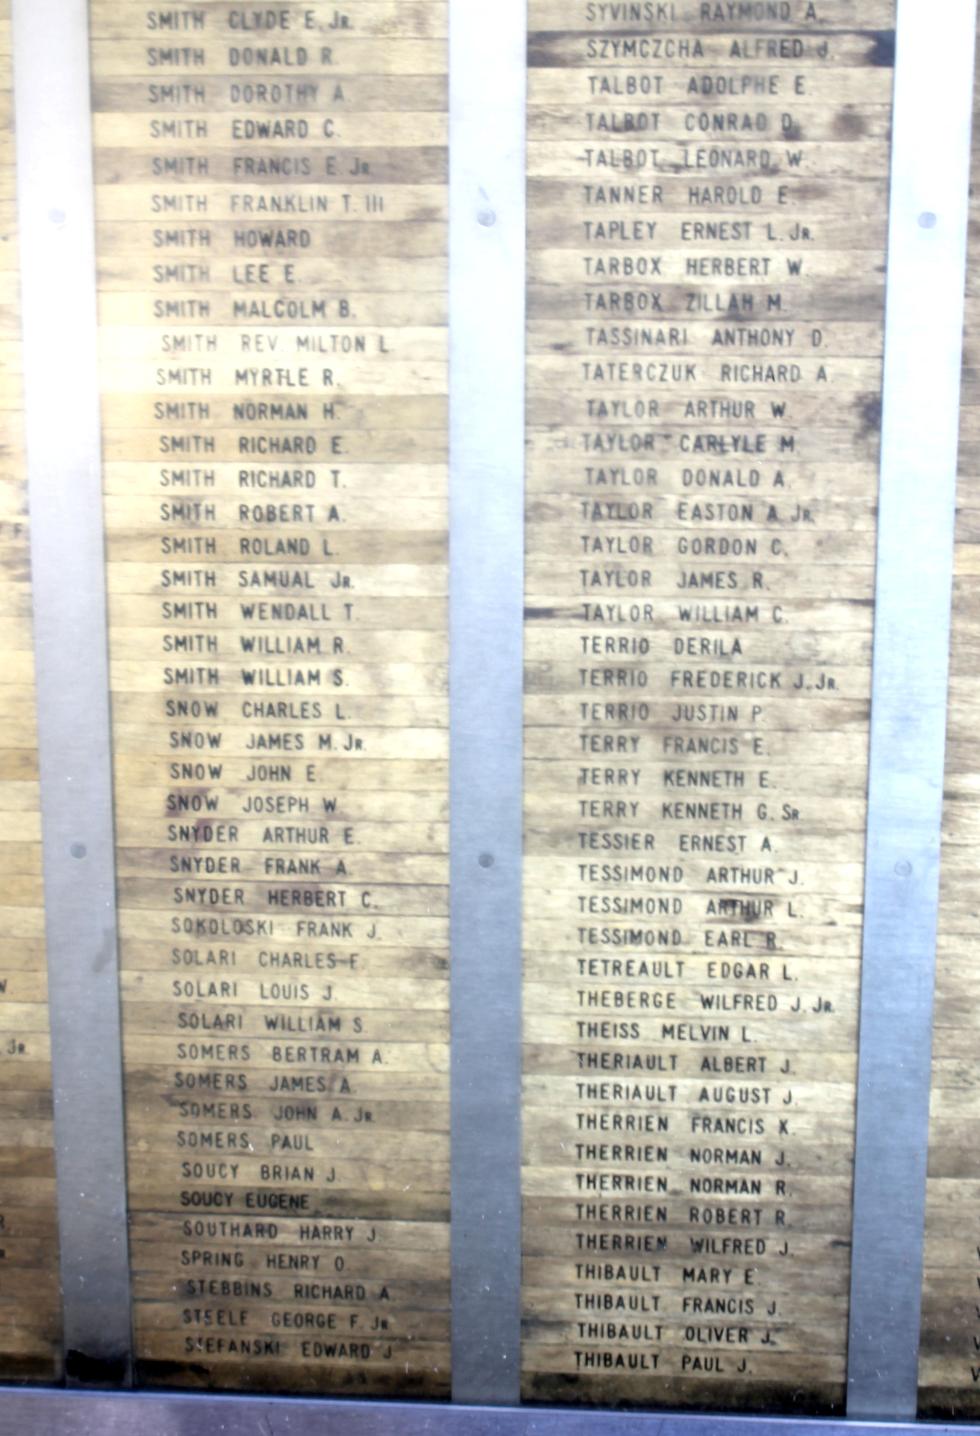 SMITH CLYDE E. JR.
SMITH DONALD R.
SMITH DOROTHY A.
SMITH EDWARD C.
SMITH FRANCIS E. JR.
SMITH FRANKLIN T. III
SMITH HOWARD
SMITH LEE E.
SMITH MALCOLM B.
SMITH REV. MILTON L.
SMITH MYRTLE R.
SMITH NORMAN H.
SMITH RICHARD E.
SMITH RICHARD T.
SMITH ROBERT A.
SMITH ROLAND L.
SMITH SAMUAL JR.
SMITH WENDALL T.
SMITH WILLIAM R.
SMITH WILLIAM S.
SNOW CHARLES L.
SNOW JAMES M. JR.
SNOW JOHN E.
SNOW JOSEPH W.
SNYDER ARTHUR E.
SNYDER FRANK A.
SNYDER HERBERT C.
SOKOLOSKI FRANK J.
SOLARI CHARLES F.
SOLARI LOUIS J.
SOLARI WILLIAM S.
SOMERS BERTRAM A.
SOMERS JAMES A.
SOMERS JOHN A. JR.
SOMERS PAUL
SOUCY BRIAN J.
SOUCY EUGENE
SOUTHARD HARRY J.
SPRING HENRY O.
STEBBINS RICHARD A.
STEELE GEORGE F. JR.
STEFANSKI EDWARD J.
SYVINSKI RAYMOND A.
SZYMCZCHA ALFRED J.
TALBOT ADOLPHE E.
TALBOT CONRAD D.
TALBOT LEONARD W.
TANNER HAROLD E.
TAPLEY ERNEST L. JR.
TARBOX HERBERT W.
TARBOX ZILLAH M.
TASSINARI ANTHONY D.
TATERCZUK RICHARD A.
TAYLOR ARTHUR W.
TAYLOR CARLYLE M.
TAYLOR DONALD A.
TAYLOR EASTON A. JR.
TAYLOR GORDON C.
TAYLOR JAMES R.
TAYLOR WILLIAM C.
TERRIO DERILA
TERRIO FREDERICK J. JR.
TERRIO JUSTIN P.
TERRY FRANCIS E.
TERRY KENNETH E.
TERRY KENNETH G. SR
TESSIER ERNEST A.
TESSIMOND ARTHUR J.
TESSIMOND ARTHUR L.
TESSIMOND EARL R.
TETREAULT EDGAR L.
THEBERGE WILFRED J. JR.
THEISS MELVIN L.
THERIAULT ALBERT J.
THERIAULT AUGUST J.
THERRIEN FRANCIS X.
THERRIEN NORMAN J.
THERRIEN NORMAN R.
THERRIEN ROBERT R.
THERRIEN WILFRED J.
THIBAULT MARY E.
THIBAULT FRANCIS J.
THIBAULT OLIVER J.
THIBAULT PAUL J.